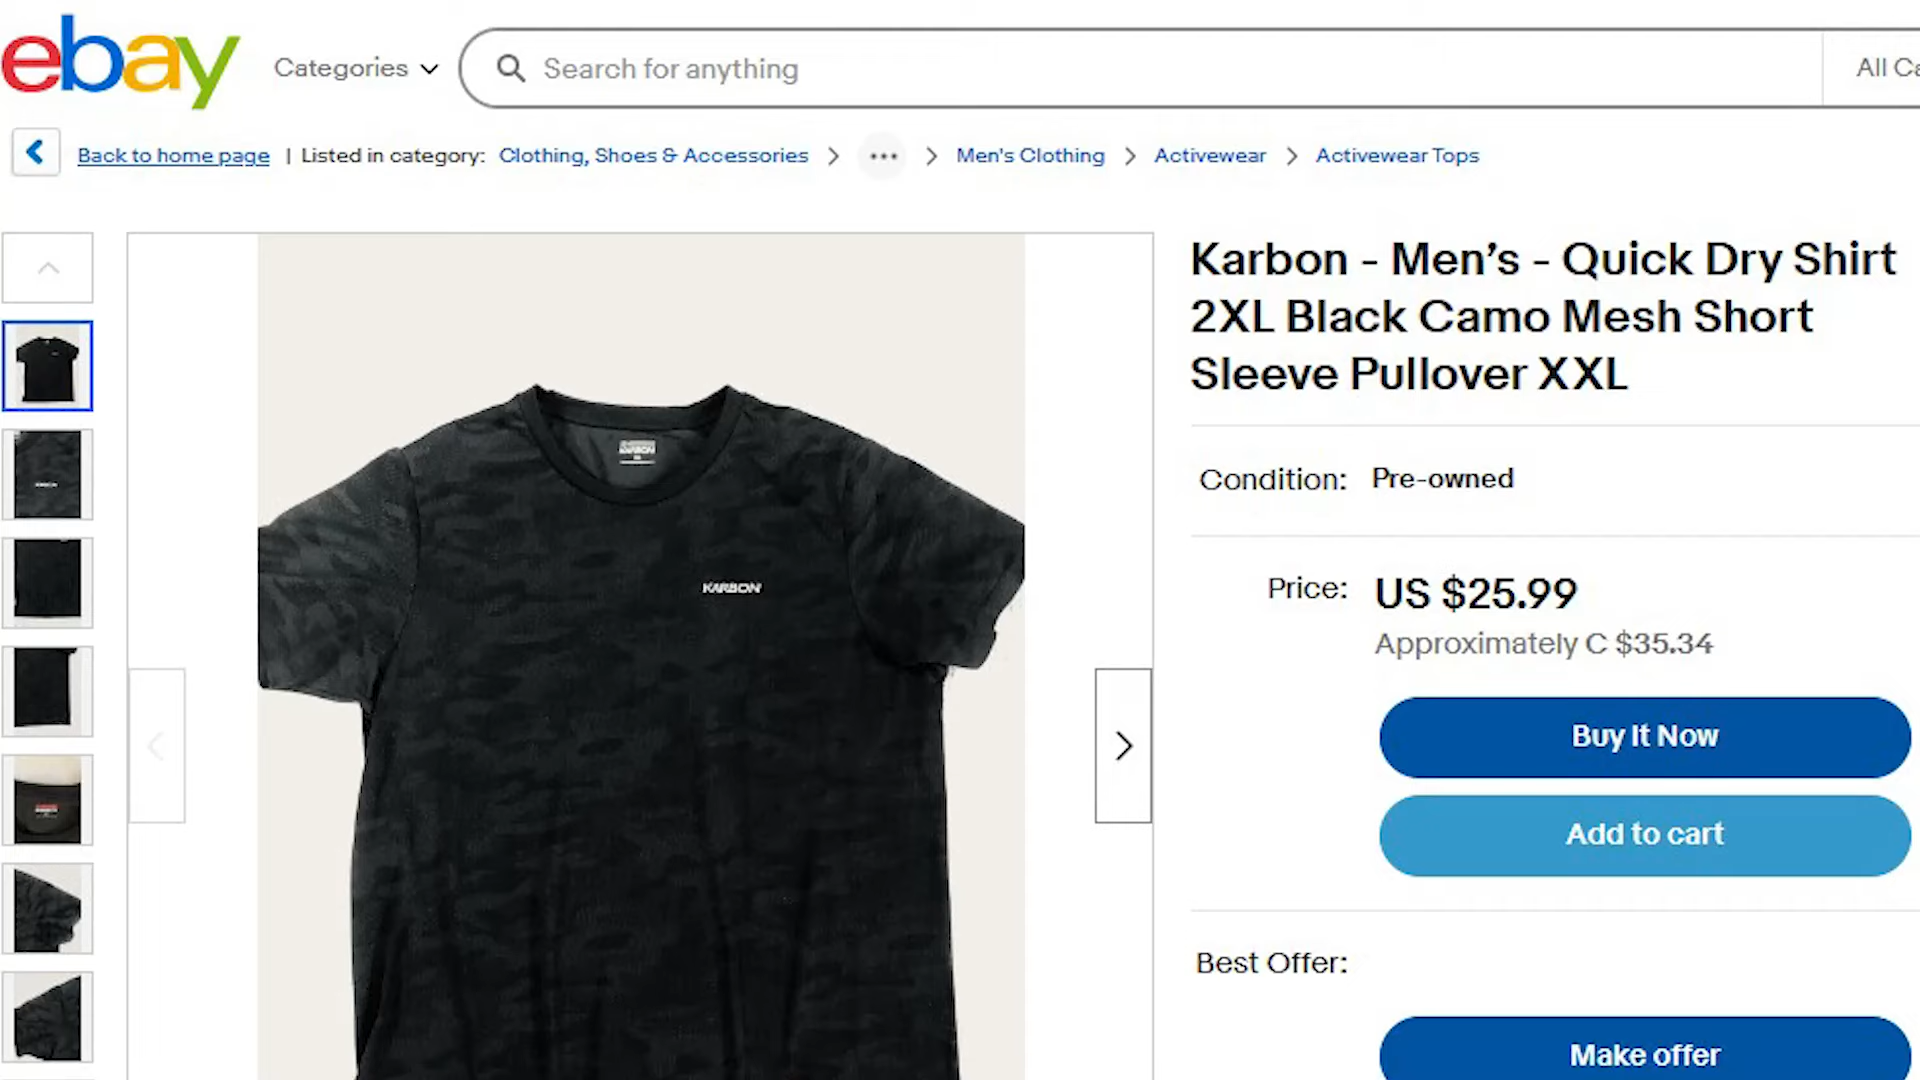 ebay
Categories
Search for anything
All Ca
Back to home page | Listed in category: Clothing, Shoes & Accessories > ••• > Men's Clothing > Activewear > Activewear Tops
Karbon - Men’s - Quick Dry Shirt
2XL Black Camo Mesh Short
Sleeve Pullover XXL
Condition: Pre-owned
Price: US $25.99
Approximately C $35.34
Buy It Now
Add to cart
Best Offer:
Make offer
KARBON
KARBON